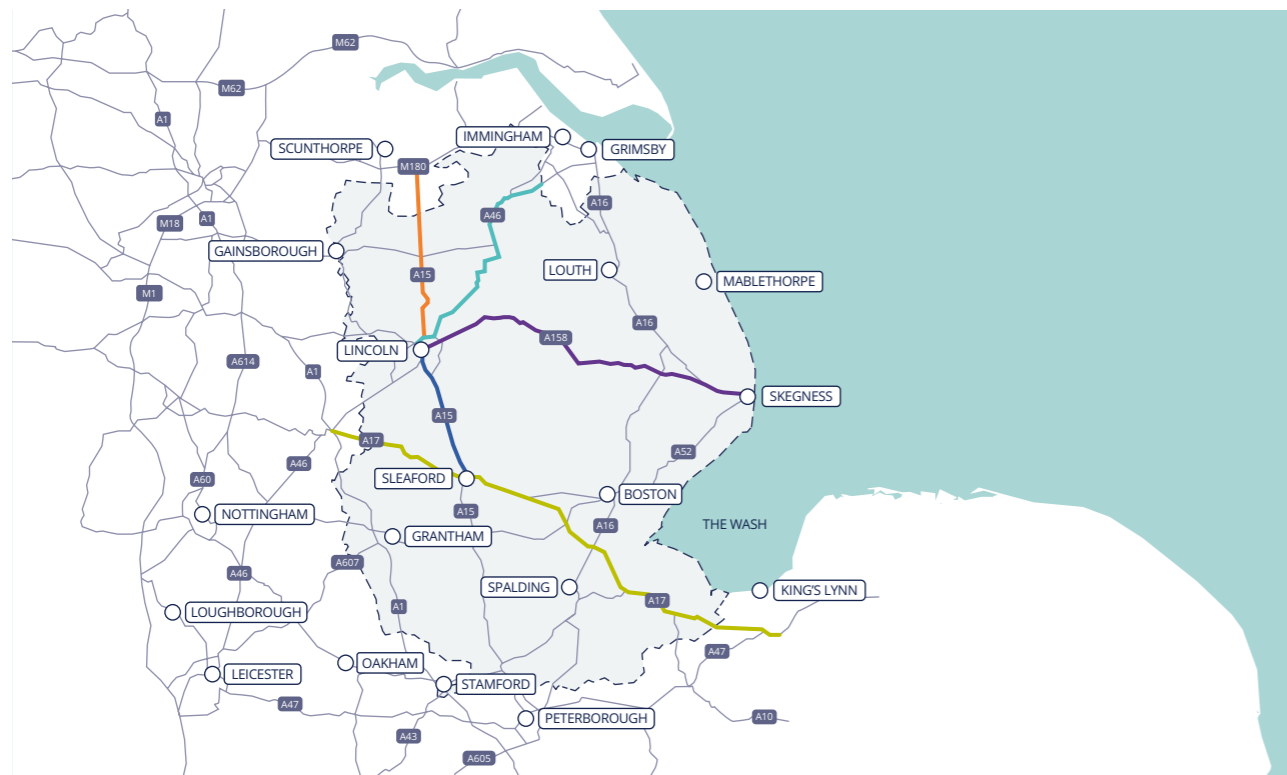 M62
M62
A1
IMMINGHAM
SCUNTHORPE
GRIMSBY
M180
A16
A46
A1
M18
GAINSBOROUGH
LOUTH
A15
MABLETHORPE
M1
A16
A158
LINCOLN
A614
A1
SKEGNESS
A15
A17
A52
A46
A60
SLEAFORD
BOSTON
A15
NOTTINGHAM
THE WASH
A16
GRANTHAM
A607
A46
SPALDING
KING'S LYNN
A17
A1
LOUGHBOROUGH
A47
OAKHAM
LEICESTER
STAMFORD
A47
PETERBOROUGH
A10
A43
A605